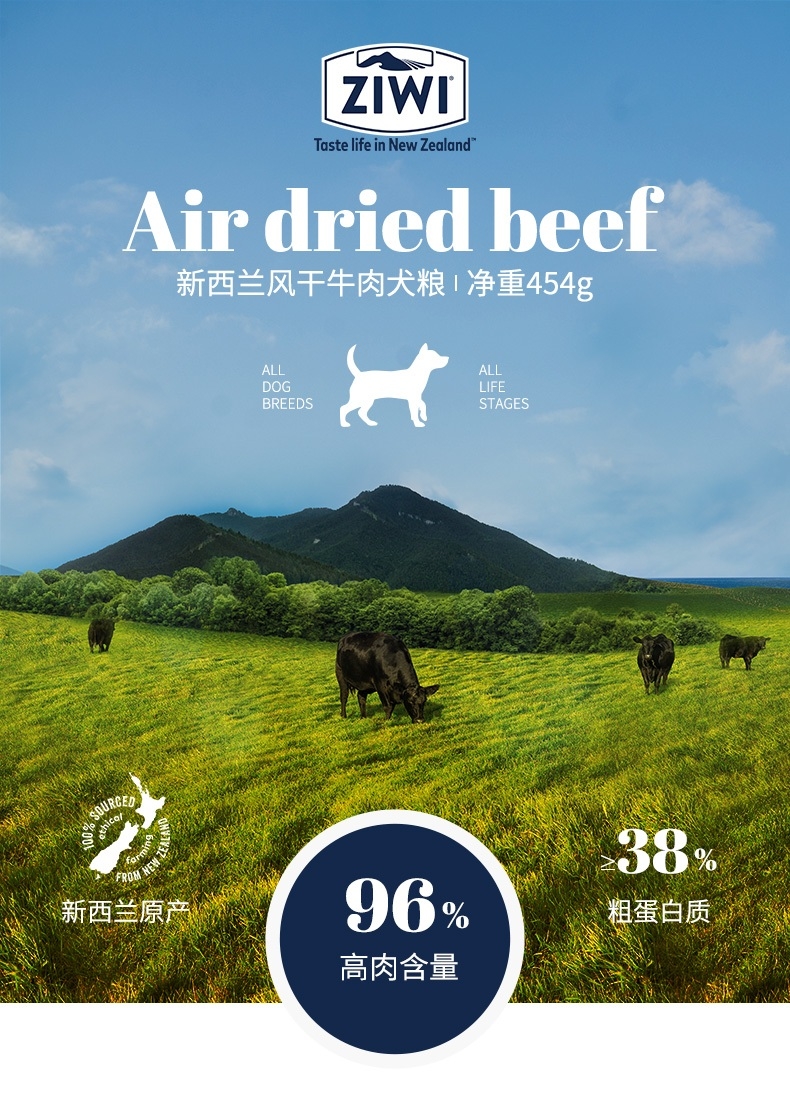 ZIWI®
Taste life in New Zealand™
Air dried beef
新西兰风干牛肉犬粮 | 净重454g
ALL
DOG
BREEDS
ALL
LIFE
STAGES
100% SOURCED
FROM NEW ZEALAND
ethical
farming
新西兰原产
96%
高肉含量
≥38%
粗蛋白质